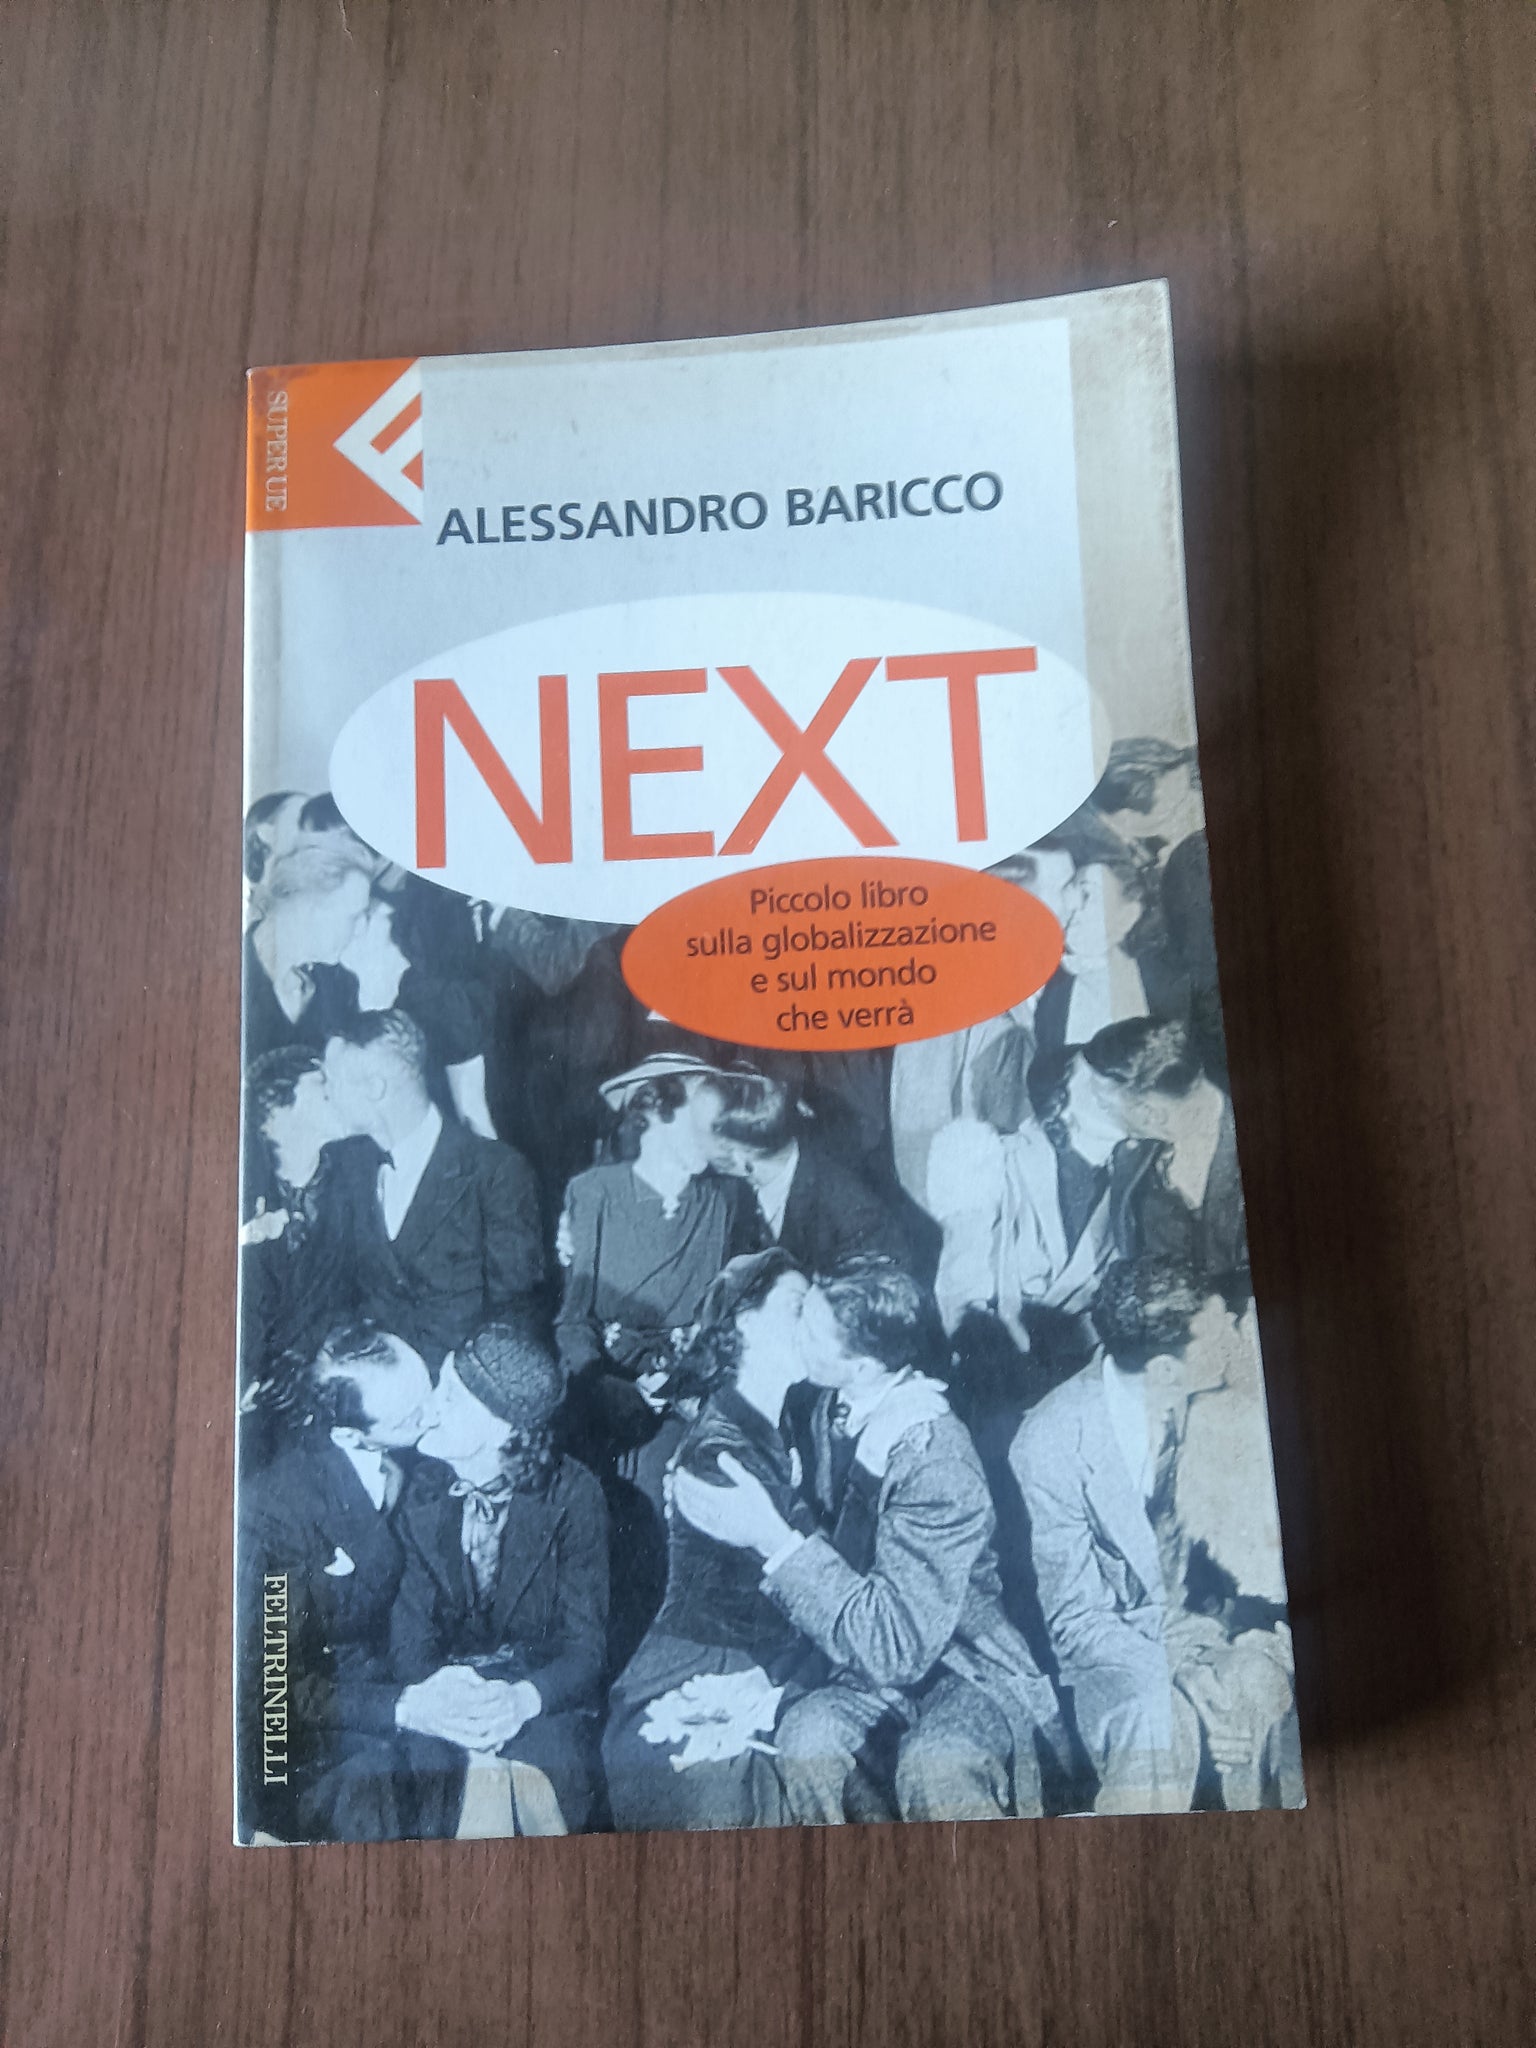 SUPER UE
ALESSANDRO BARICCO
NEXT
Piccolo libro
sulla globalizzazione
e sul mondo
che verrà
FELTRINELLI